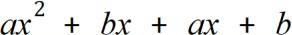 ax² + bx + ax + b